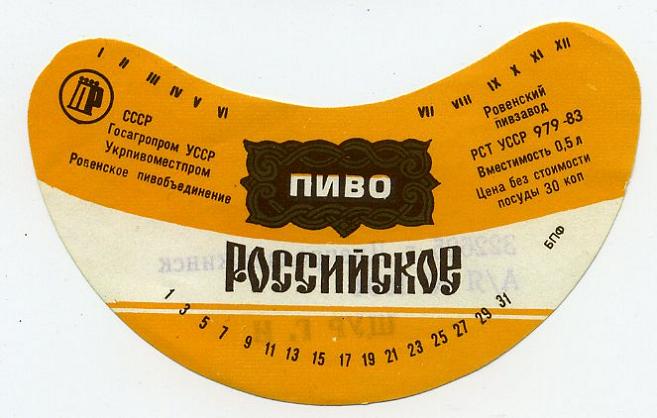 I II III IV V VI VII VIII IX X XI XII
СССР
Госагропром УССР
Укрпивоместпром
Ровенское пивобъединение
ПИВО
Ровенский
пивзавод
РСТ УССР 979-83
Вместимость 0,5 л
Цена без стоимости
посуды 30 коп
РОССИЙСКОЕ
БПФ
1 3 5 7 9 11 13 15 17 19 21 23 25 27 29 31